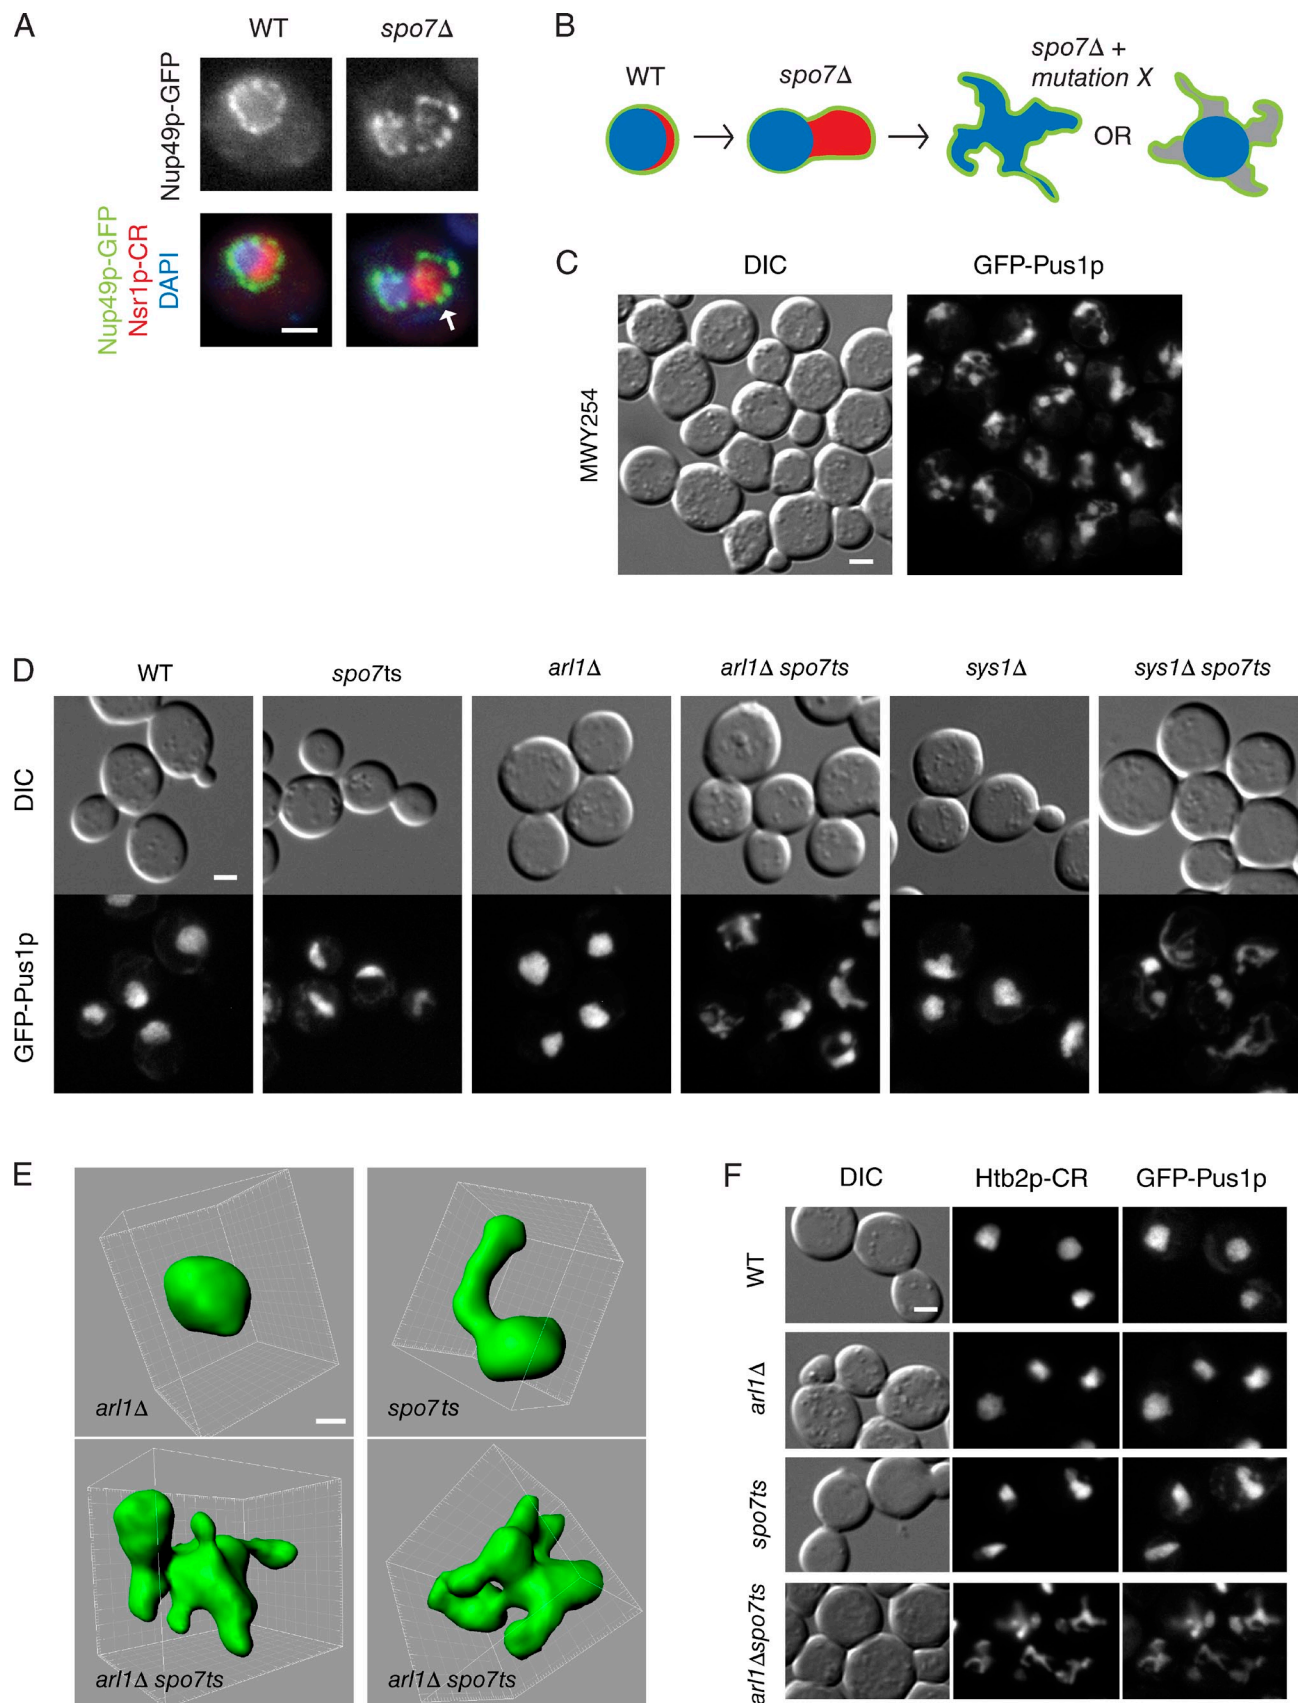 A
WT
spo7Δ
Nup49p-GFP
Nup49p-GFP
Nsr1p-CR
DAPI
B
WT
spo7Δ
spo7Δ +
mutation X
OR
C
DIC
GFP-Pus1p
MWY254
D
WT
spo7ts
arl1Δ
arl1Δ spo7ts
sys1Δ
sys1Δ spo7ts
DIC
GFP-Pus1p
E
arl1Δ
spo7ts
arl1Δ spo7ts
arl1Δ spo7ts
F
DIC
Htb2p-CR
GFP-Pus1p
WT
arl1Δ
spo7ts
arl1Δspo7ts